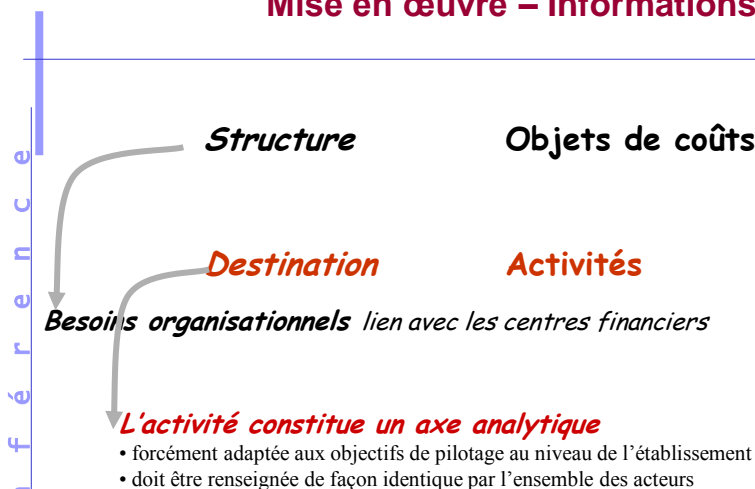 Mise en œuvre – Informations
Structure Objets de coûts
Destination Activités
Besoins organisationnels lien avec les centres financiers
L'activité constitue un axe analytique
• forcément adaptée aux objectifs de pilotage au niveau de l'établissement
• doit être renseignée de façon identique par l'ensemble des acteurs
f é r e n c e